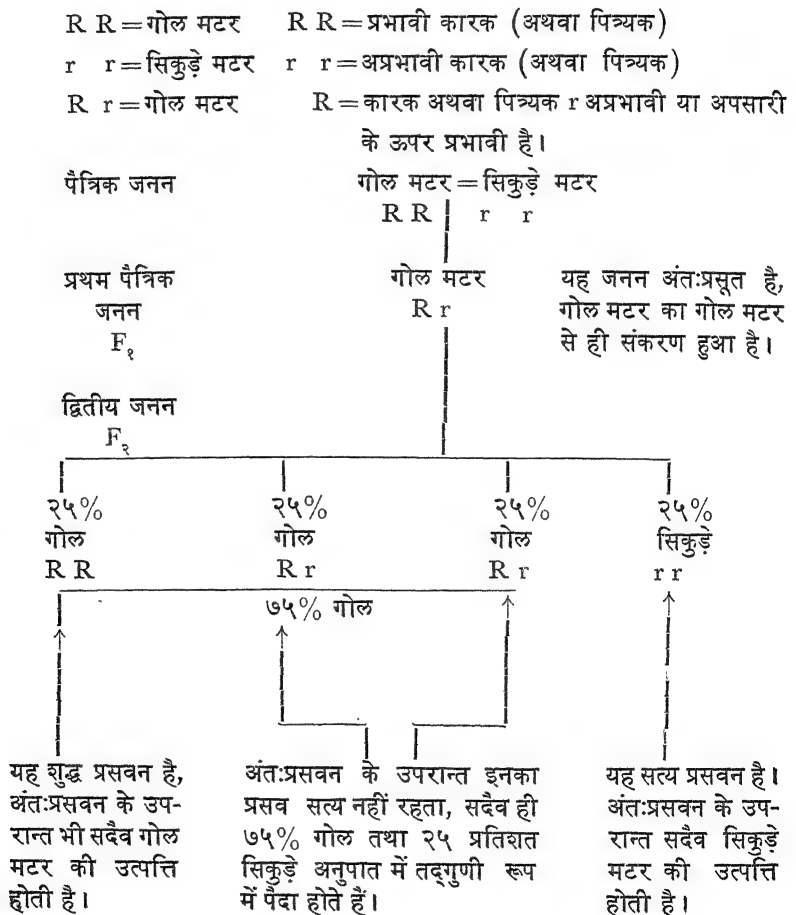 R R=गोल मटर R R=प्रभावी कारक (अथवा पित्र्यक)
r r=सिकुड़े मटर r r=अप्रभावी कारक (अथवा पित्र्यक)
R r=गोल मटर R=कारक अथवा पित्र्यक r अप्रभावी या अपसारी
के ऊपर प्रभावी है।
पैत्रिक जनन गोल मटर=सिकुड़े मटर
R R r r
प्रथम पैत्रिक
जनन
F₁
गोल मटर
R r
यह जनन अंतःप्रसूत है,
गोल मटर का गोल मटर
से ही संकरण हुआ है।
द्वितीय जनन
F₂
२५% २५% २५% २५%
गोल गोल गोल सिकुड़े
R R R r R r r r
७५% गोल
यह शुद्ध प्रसवन है,
अंतःप्रसवन के उप-
रान्त भी सदैव गोल
मटर की उत्पत्ति
होती है।
अंतःप्रसवन के उपरान्त इनका
प्रसव सत्य नहीं रहता, सदैव ही
७५% गोल तथा २५ प्रतिशत
सिकुड़े अनुपात में तद्गुणी रूप
में पैदा होते हैं।
यह सत्य प्रसवन है।
अंतःप्रसवन के उप-
रान्त सदैव सिकुड़े
मटर की उत्पत्ति
होती है।